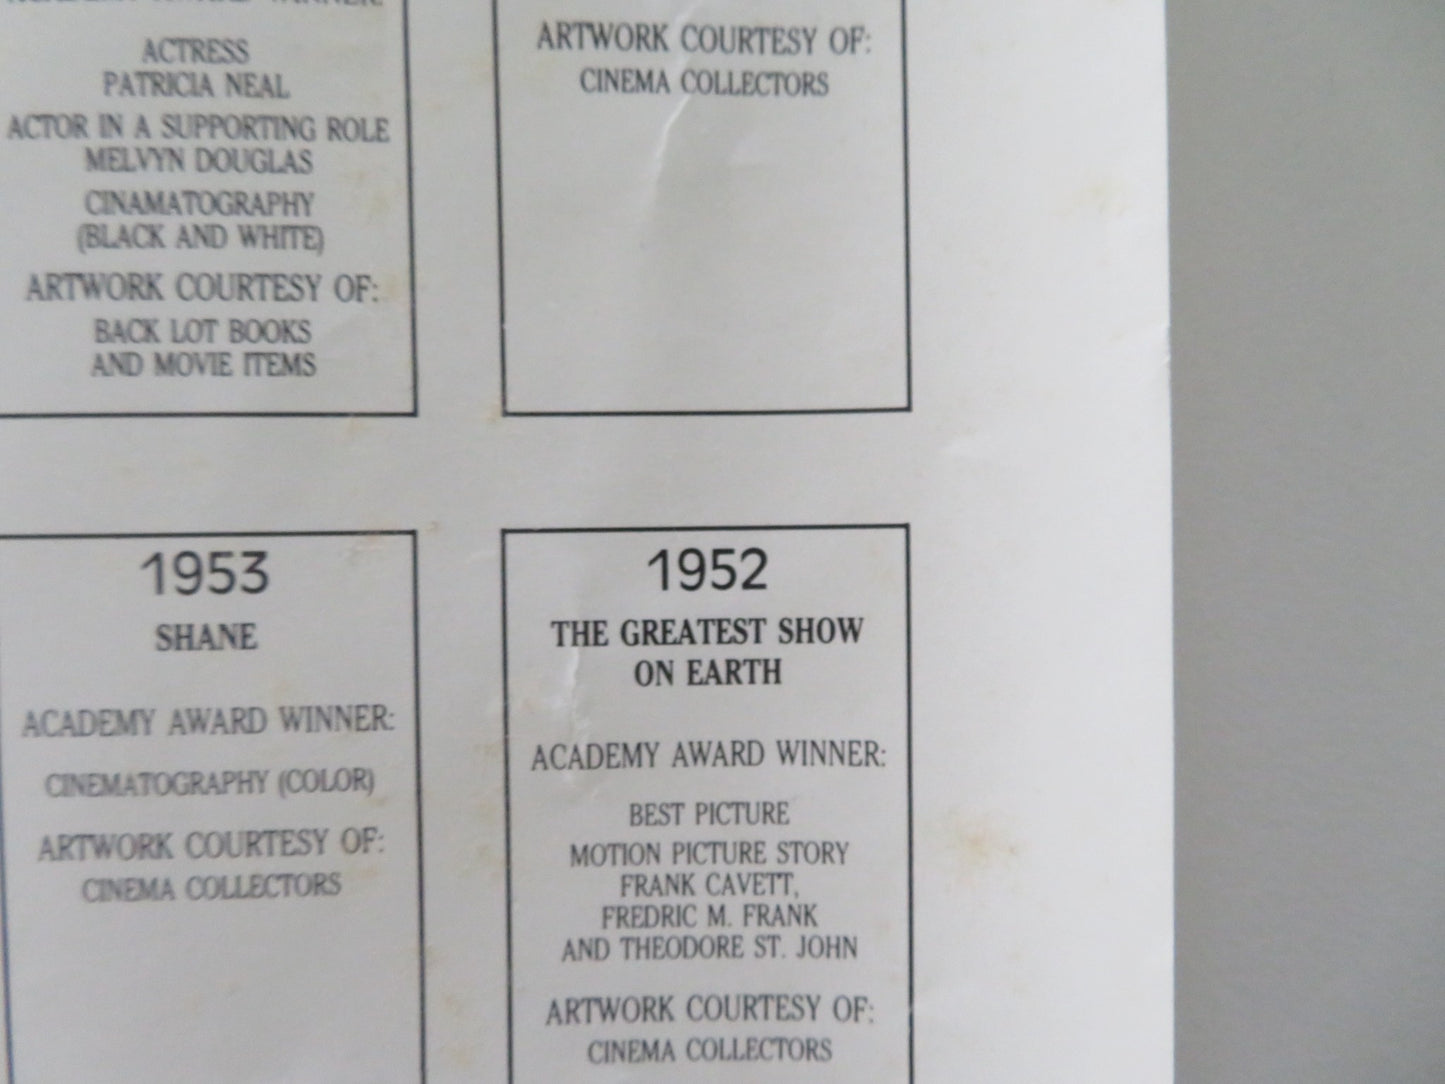 ACADEMY AWARD WINNER:
ACTRESS
PATRICIA NEAL
ACTOR IN A SUPPORTING ROLE
MELVYN DOUGLAS
CINAMATOGRAPHY
(BLACK AND WHITE)
ARTWORK COURTESY OF:
BACK LOT BOOKS
AND MOVIE ITEMS
ARTWORK COURTESY OF:
CINEMA COLLECTORS
1953
SHANE
ACADEMY AWARD WINNER:
CINEMATOGRAPHY (COLOR)
ARTWORK COURTESY OF:
CINEMA COLLECTORS
1952
THE GREATEST SHOW
ON EARTH
ACADEMY AWARD WINNER:
BEST PICTURE
MOTION PICTURE STORY
FRANK CAVETT,
FREDRIC M. FRANK
AND THEODORE ST. JOHN
ARTWORK COURTESY OF:
CINEMA COLLECTORS